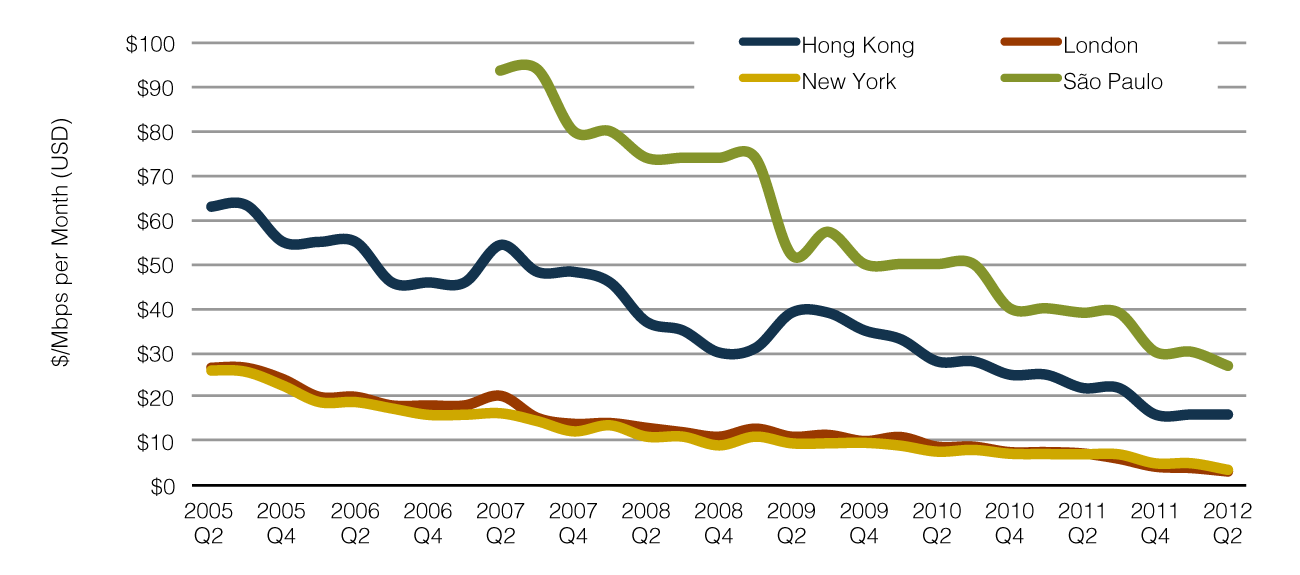 $100
Hong Kong
London
New York
São Paulo
$90
$80
$70
$60
$50
$40
$30
$20
$10
$0
$/Mbps per Month (USD)
2005 2005 2006 2006 2007 2007 2008 2008 2009 2009 2010 2010 2011 2011 2012
Q2 Q4 Q2 Q4 Q2 Q4 Q2 Q4 Q2 Q4 Q2 Q4 Q2 Q4 Q2